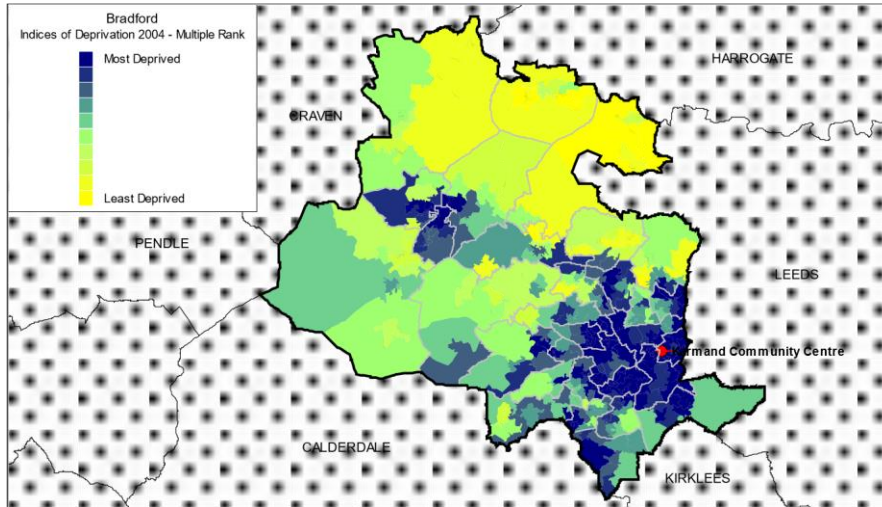 Bradford
Indices of Deprivation 2004 - Multiple Rank
Most Deprived
Least Deprived
HARROGATE
CRAVEN
PENDLE
LEEDS
Karmand Community Centre
CALDERDALE
KIRKLEES